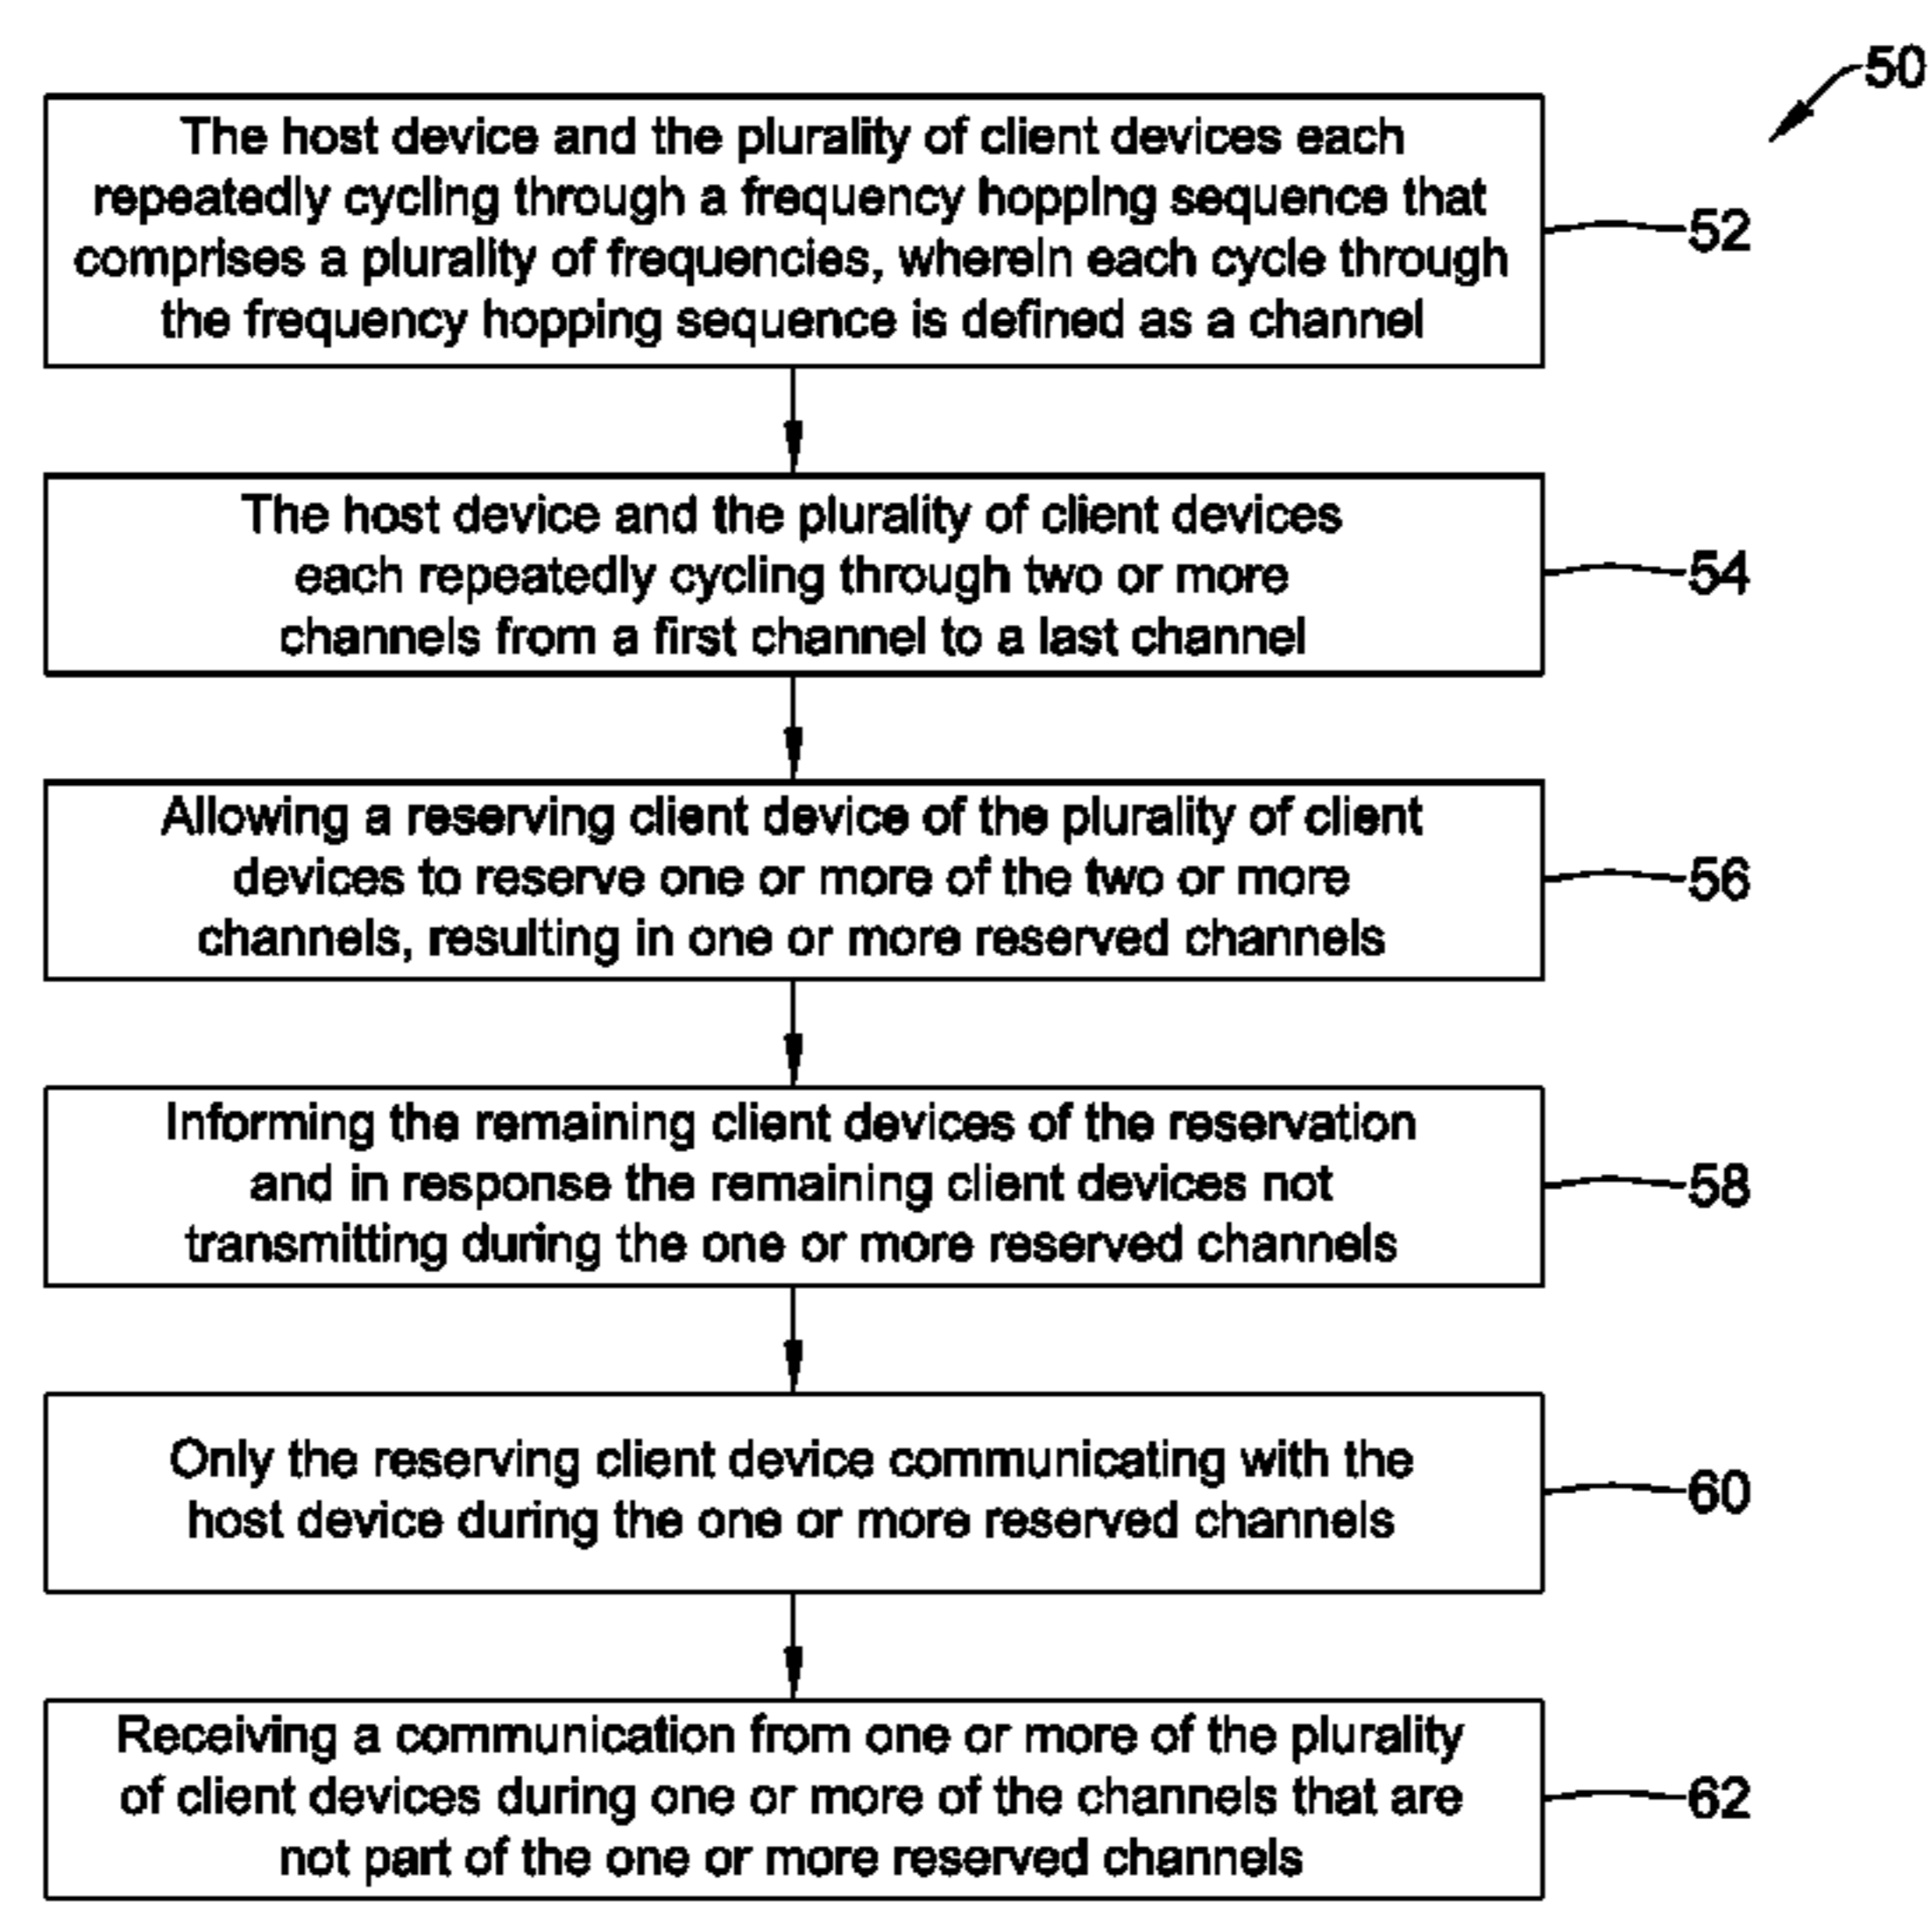 50
The host device and the plurality of client devices each
repeatedly cycling through a frequency hopping sequence that
comprises a plurality of frequencies, wherein each cycle through
the frequency hopping sequence is defined as a channel
52
The host device and the plurality of client devices
each repeatedly cycling through two or more
channels from a first channel to a last channel
54
Allowing a reserving client device of the plurality of client
devices to reserve one or more of the two or more
channels, resulting in one or more reserved channels
56
Informing the remaining client devices of the reservation
and in response the remaining client devices not
transmitting during the one or more reserved channels
58
Only the reserving client device communicating with the
host device during the one or more reserved channels
60
Receiving a communication from one or more of the plurality
of client devices during one or more of the channels that are
not part of the one or more reserved channels
62